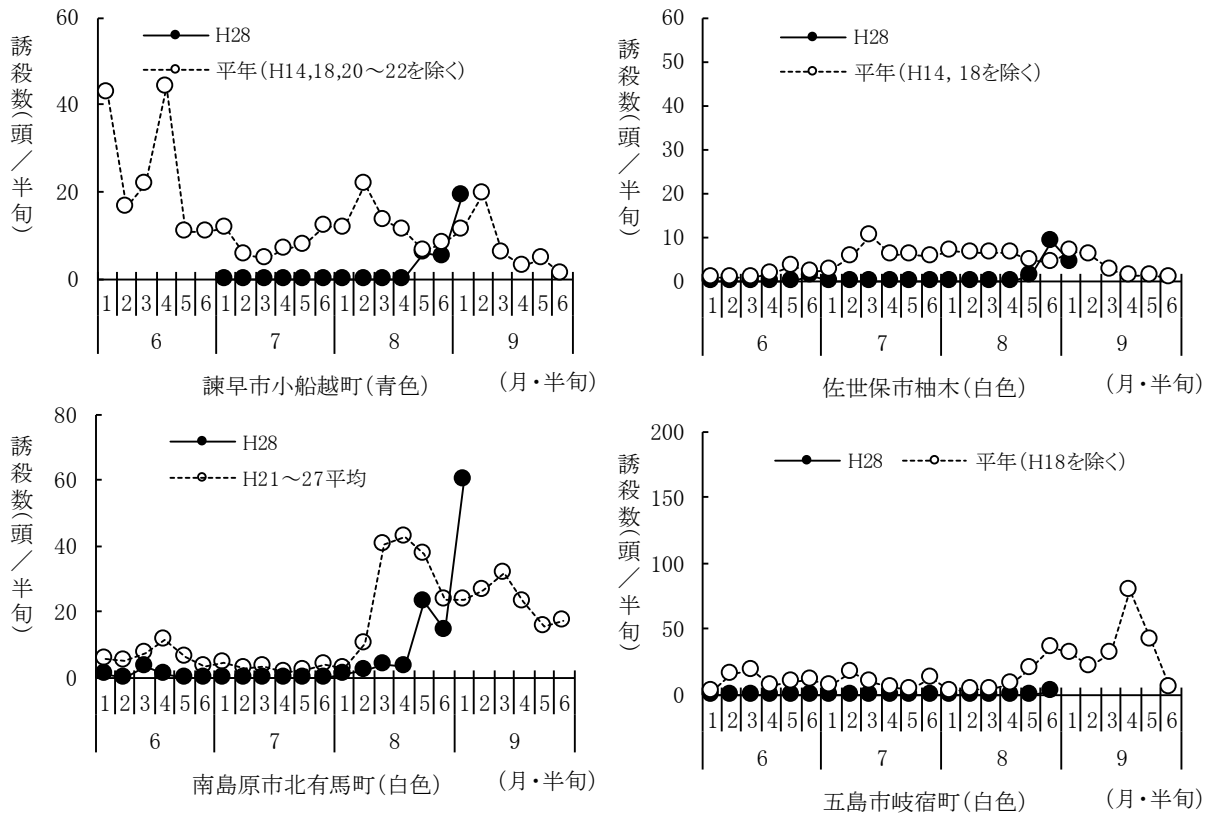 誘殺数(頭/半旬)
60
40
20
0
H28
平年(H14,18,20~22を除く)
1 2 3 4 5 6 1 2 3 4 5 6 1 2 3 4 5 6 1 2 3 4 5 6
6 7 8 9
諫早市小船越町(青色) (月・半旬)
誘殺数(頭/半旬)
60
50
40
30
20
10
0
H28
平年(H14, 18を除く)
1 2 3 4 5 6 1 2 3 4 5 6 1 2 3 4 5 6 1 2 3 4 5 6
6 7 8 9
佐世保市柚木(白色) (月・半旬)
誘殺数(頭/半旬)
80
60
40
20
0
H28
H21~27平均
1 2 3 4 5 6 1 2 3 4 5 6 1 2 3 4 5 6 1 2 3 4 5 6
6 7 8 9
南島原市北有馬町(白色) (月・半旬)
誘殺数(頭/半旬)
200
150
100
50
0
H28 平年(H18を除く)
1 2 3 4 5 6 1 2 3 4 5 6 1 2 3 4 5 6 1 2 3 4 5 6
6 7 8 9
五島市岐宿町(白色) (月・半旬)